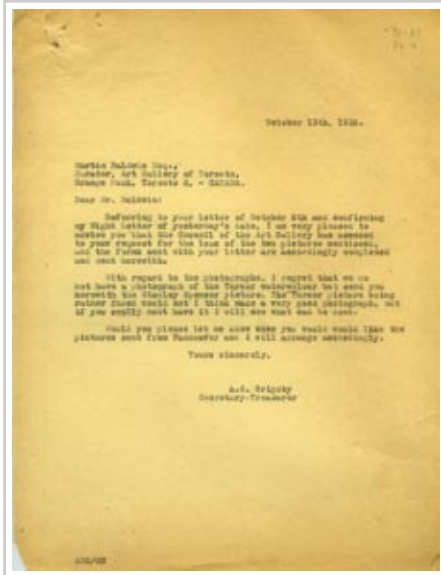 October 13th, 193
Martin Baldwin Esq.,
Curator, Art Gallery of Toronto,
Grange Park, Toronto 2, - CANADA.
Dear Mr. Baldwin:
Referring to your letter of October 8th and confirming
my Night Letter of yesterday's date, I am very pleased to
advise you that the Council of the Art Gallery has acceded
to your request for the loan of the two pictures mentioned,
and the forms sent with your letter are accordingly completed
and sent herewith.
With regard to the photographs, I regret that we do
not have a photograph of the Turner watercolour but send you
herewith the Stanley Spencer picture. The Turner picture being
rather faded would not I think make a very good photograph, but
if you really must have it I will see what can be done.
Would you please let me know when you would would like the
pictures sent from Vancouver and I will arrange accordingly.
Yours sincerely,
A.S. Grigsby
Secretary-Treasurer